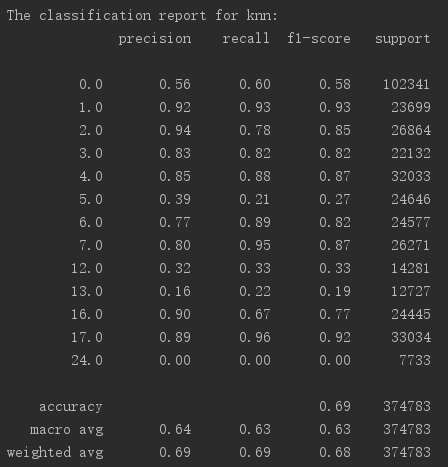 The classification report for knn:
precision recall f1-score support
0.0 0.56 0.60 0.58 102341
1.0 0.92 0.93 0.93 23699
2.0 0.94 0.78 0.85 26864
3.0 0.83 0.82 0.82 22132
4.0 0.85 0.88 0.87 32033
5.0 0.39 0.21 0.27 24646
6.0 0.77 0.89 0.82 24577
7.0 0.80 0.95 0.87 26271
12.0 0.32 0.33 0.33 14281
13.0 0.16 0.22 0.19 12727
16.0 0.90 0.67 0.77 24445
17.0 0.89 0.96 0.92 33034
24.0 0.00 0.00 0.00 7733
accuracy 0.69 374783
macro avg 0.64 0.63 0.63 374783
weighted avg 0.69 0.69 0.68 374783